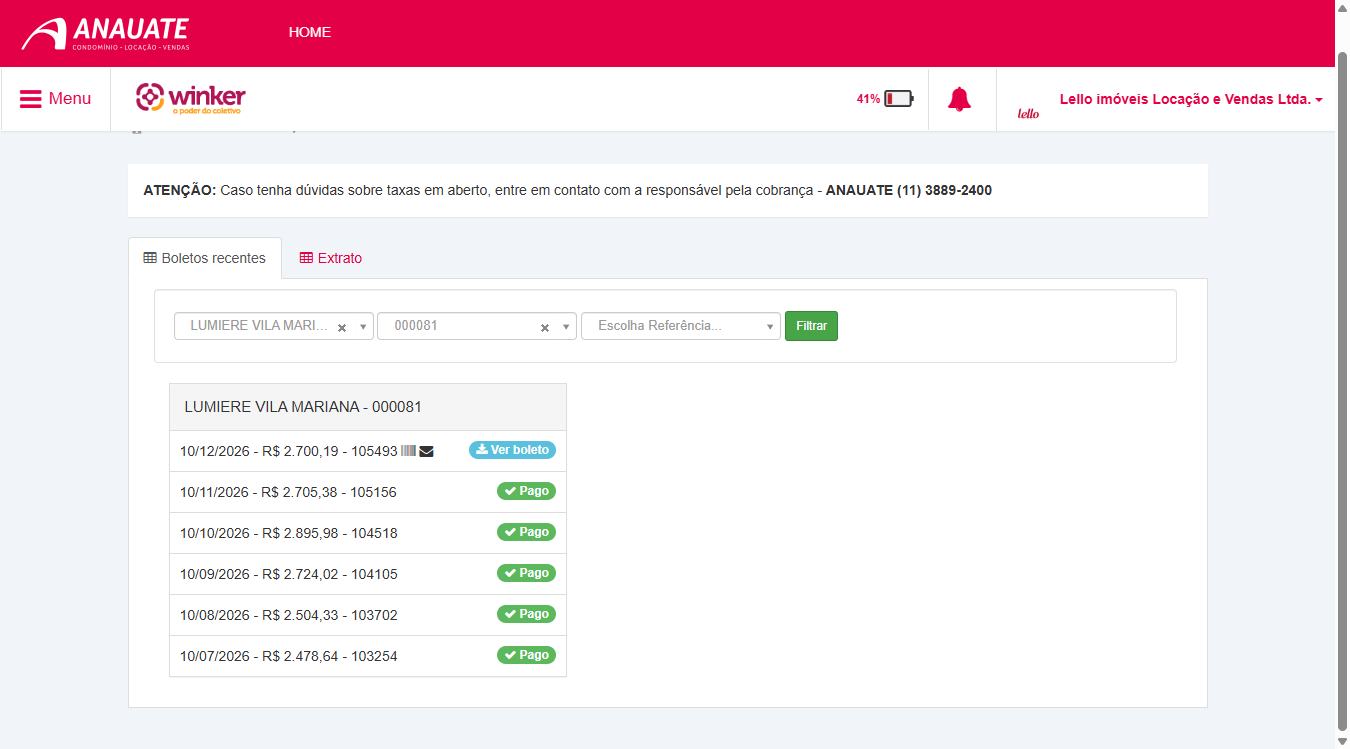 ANAUATE
CONDOMÍNIO - LOCAÇÃO - VENDAS
HOME
Menu
winker
o poder do coletivo
41%
lello
Lello imóveis Locação e Vendas Ltda.
ATENÇÃO: Caso tenha dúvidas sobre taxas em aberto, entre em contato com a responsável pela cobrança - ANAUATE (11) 3889-2400
Boletos recentes
Extrato
LUMIERE VILA MARI... × 000081 × Escolha Referência... Filtrar
LUMIERE VILA MARIANA - 000081
10/12/2026 - R$ 2.700,19 - 105493 Ver boleto
10/11/2026 - R$ 2.705,38 - 105156 Pago
10/10/2026 - R$ 2.895,98 - 104518 Pago
10/09/2026 - R$ 2.724,02 - 104105 Pago
10/08/2026 - R$ 2.504,33 - 103702 Pago
10/07/2026 - R$ 2.478,64 - 103254 Pago